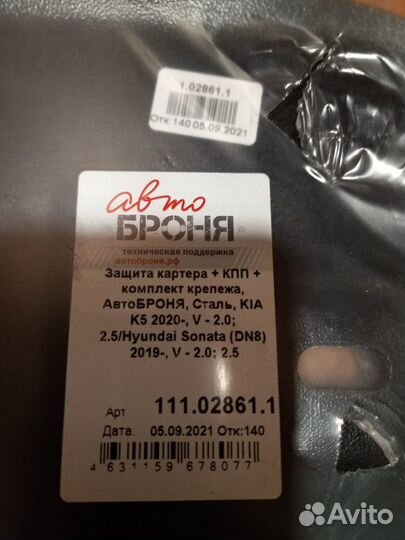 1.02861.1
Отк:140 05.09.2021
авто
БРОНЯ®
техническая поддержка
автоброня.рф
Защита картера + КПП +
комплект крепежа,
АвтоБРОНЯ, Сталь, KIA
K5 2020-, V - 2.0;
2.5/Hyundai Sonata (DN8)
2019-, V - 2.0; 2.5
Арт 111.02861.1
Дата: 05.09.2021 Отк:140
4 631159 678077
Avito